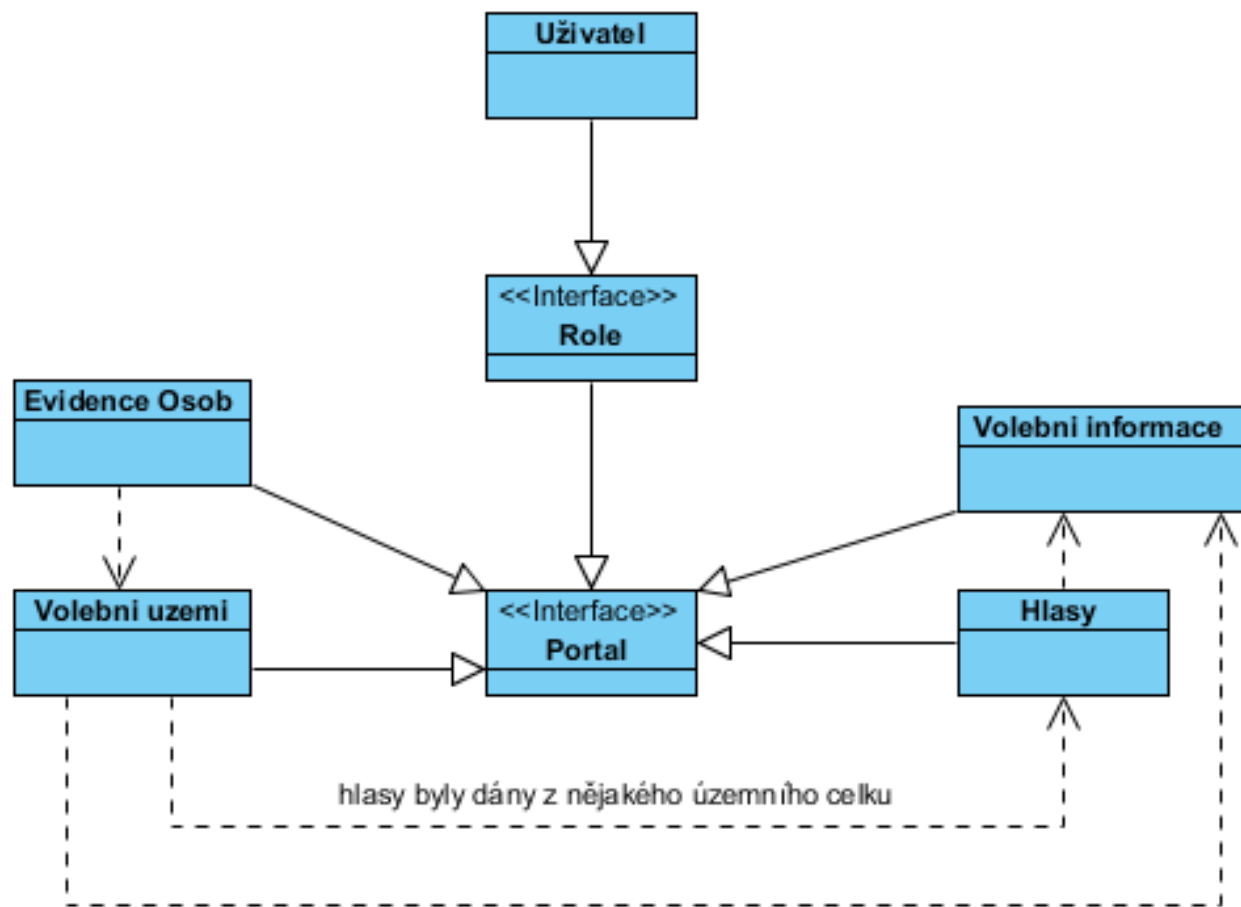 Uživatel
<<Interface>>
Role
Evidence Osob
Volebni informace
Volebni uzemi
<<Interface>>
Portal
Hlasy
hlasy byly dány z nějakého územního celku